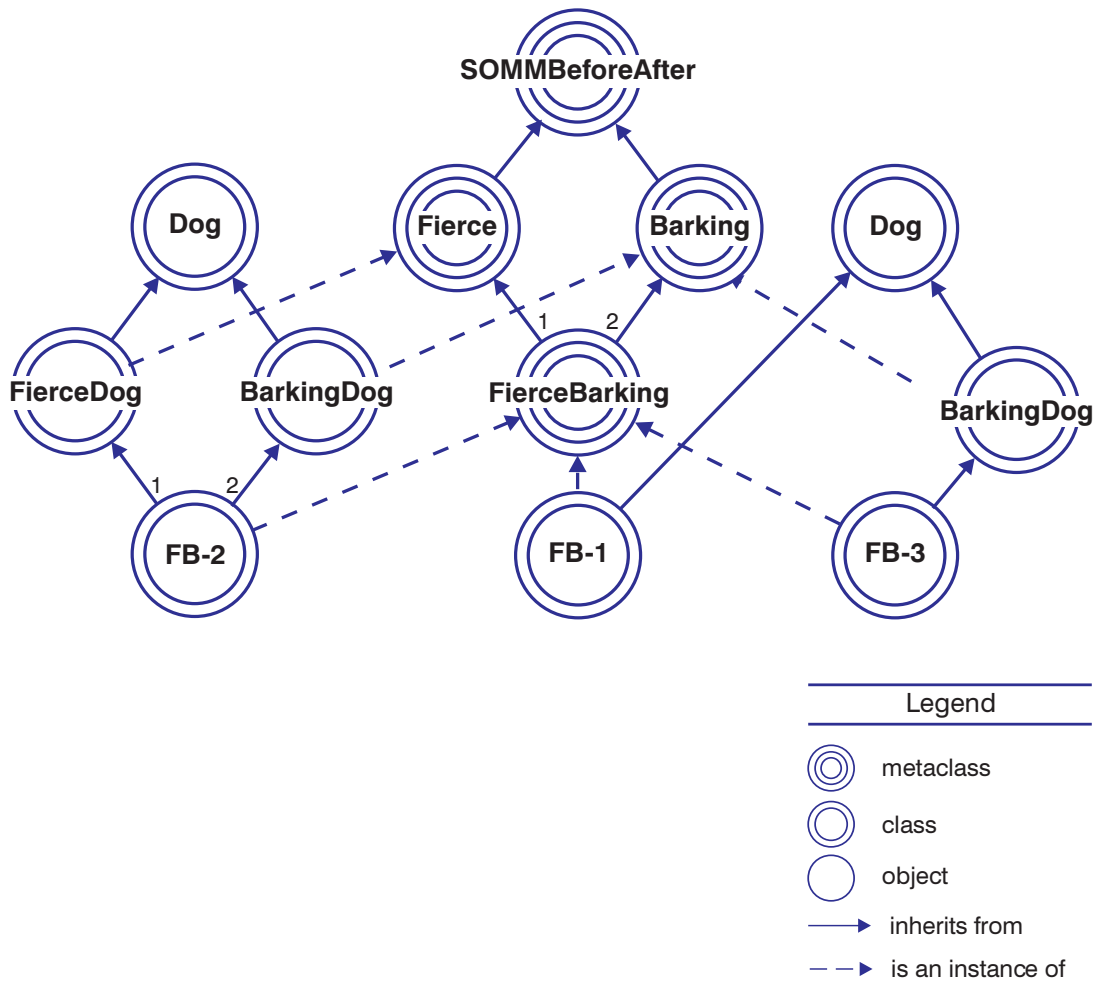 SOMMBeforeAfter
Dog
Fierce
Barking
Dog
1
2
FierceDog
BarkingDog
FierceBarking
BarkingDog
1
2
FB-2
FB-1
FB-3
Legend
metaclass
class
object
inherits from
is an instance of